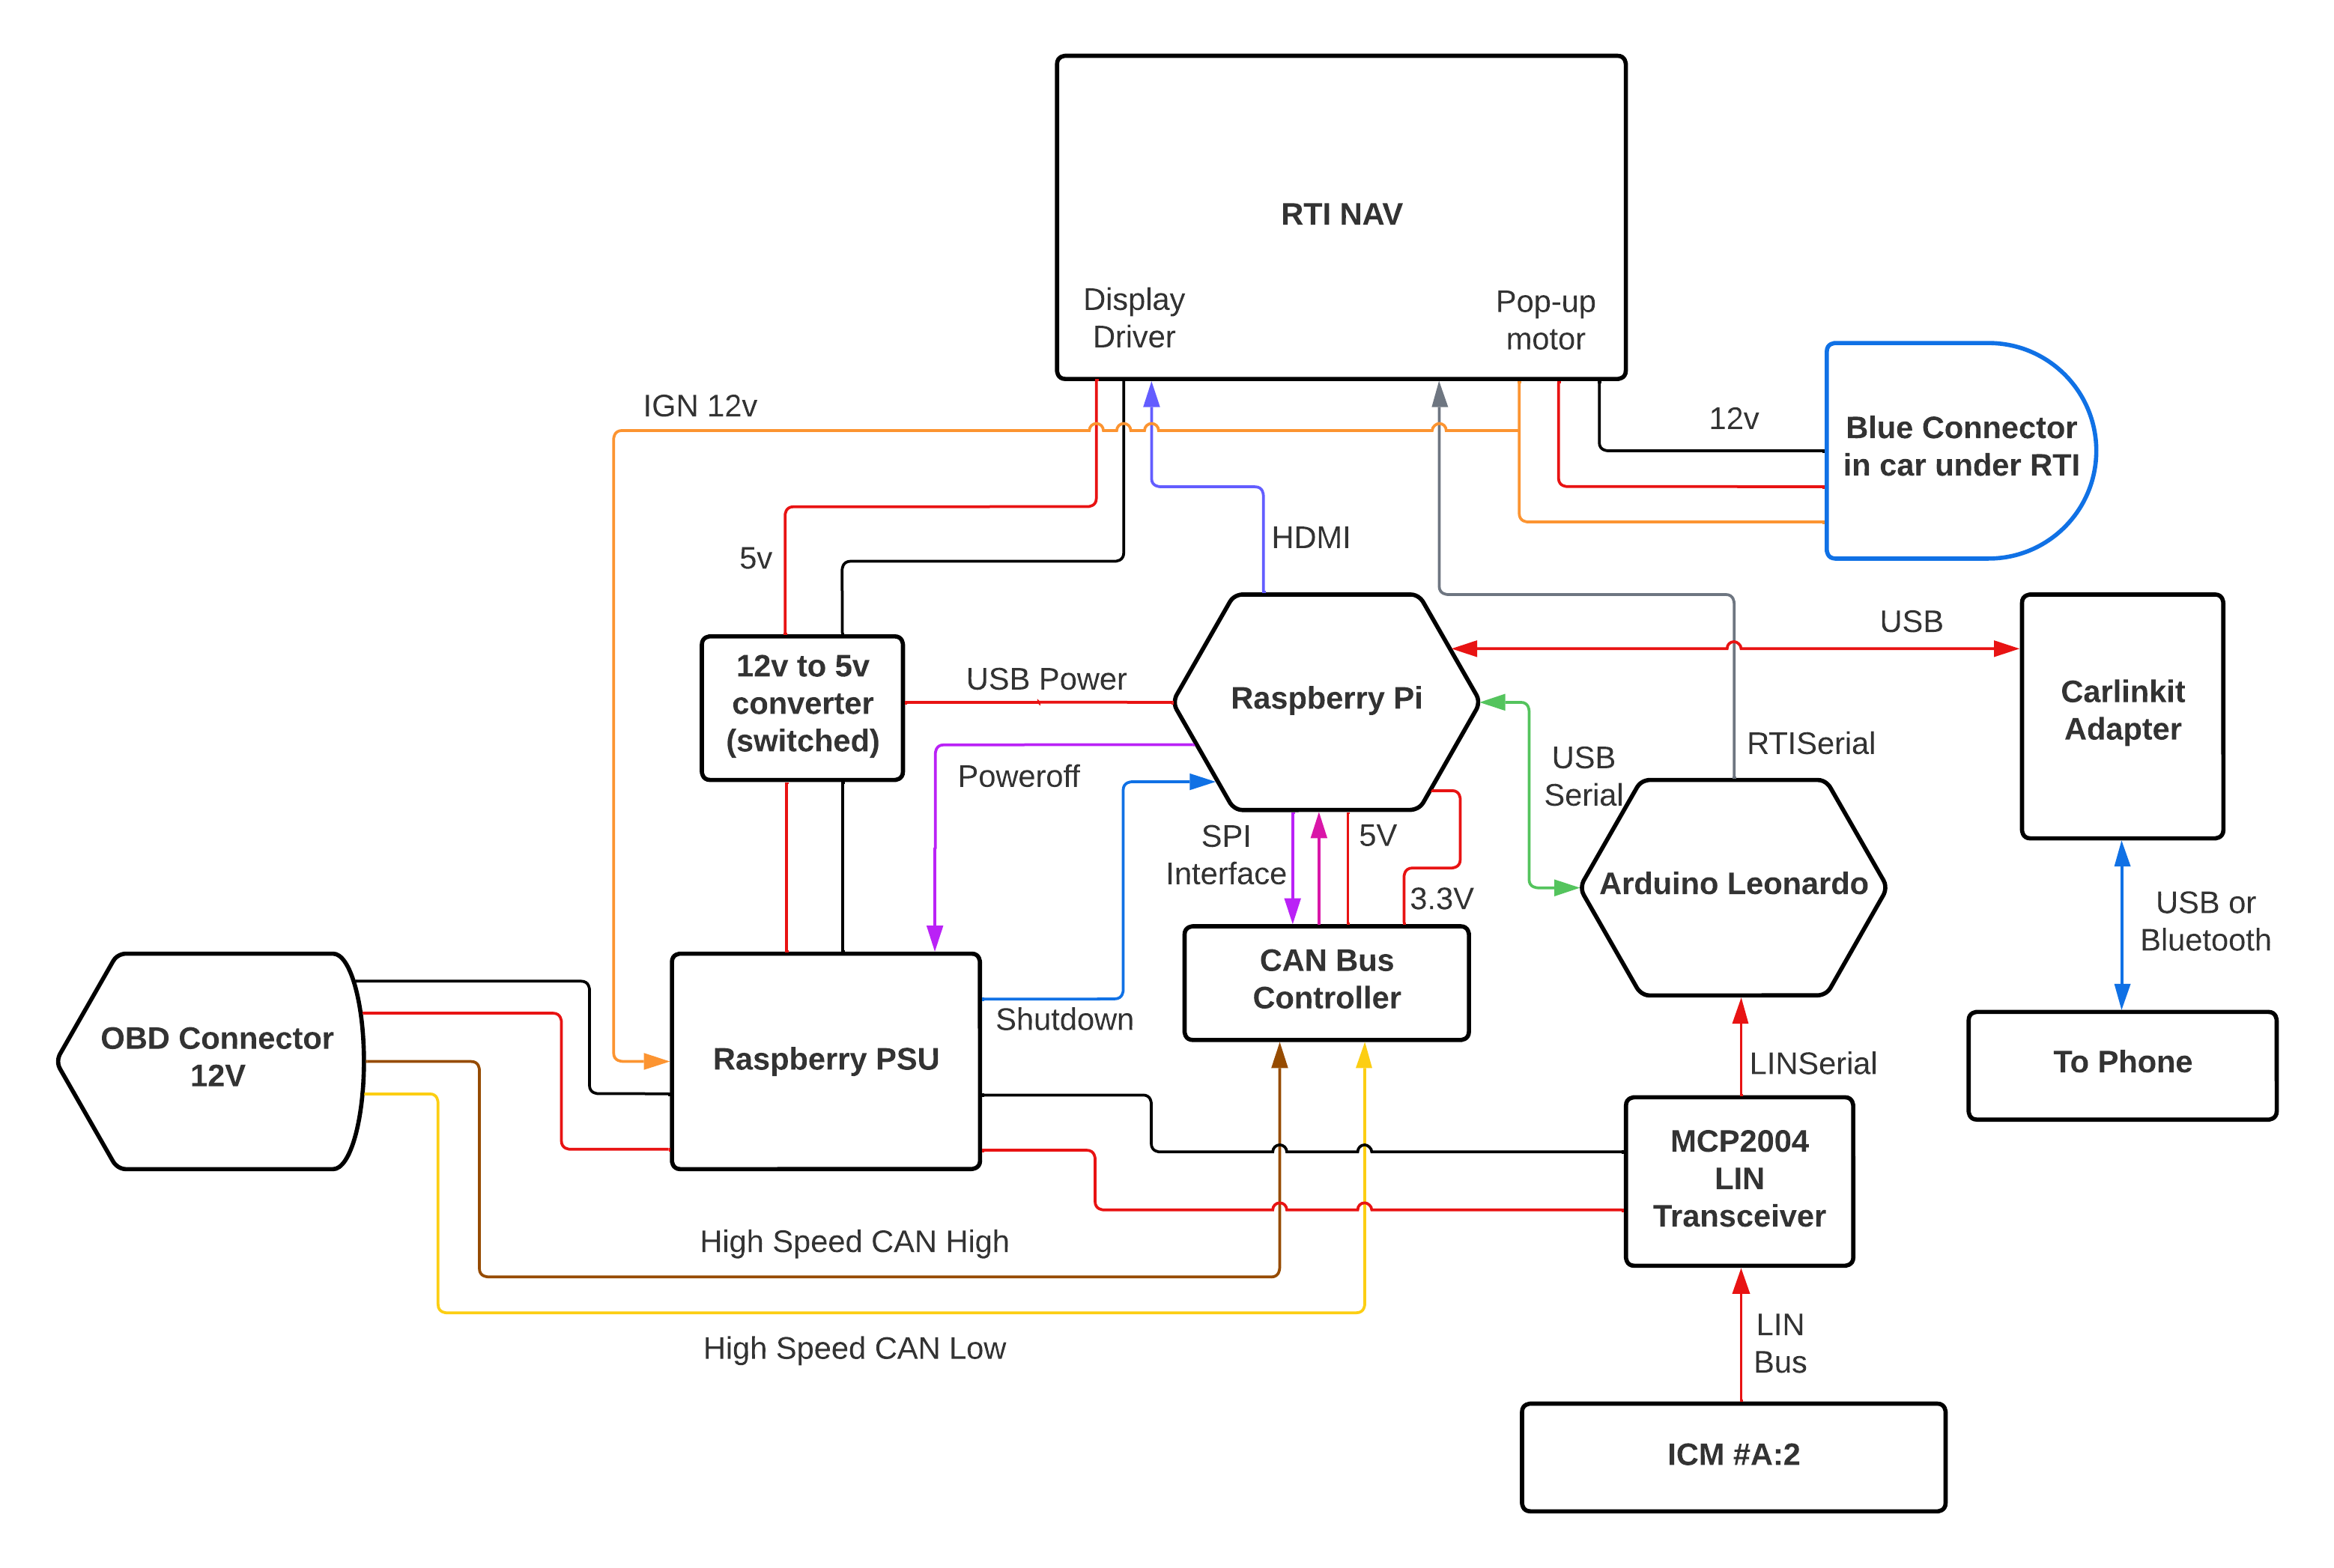 RTI NAV
Display
Driver
Pop-up
motor
IGN 12v
12v
Blue Connector
in car under RTI
5v
HDMI
USB
12v to 5v
converter
(switched)
USB Power
Raspberry Pi
Carlinkit
Adapter
Poweroff
USB
Serial
RTISerial
SPI
Interface
5V
3.3V
Arduino Leonardo
USB or
Bluetooth
CAN Bus
Controller
OBD Connector
12V
Raspberry PSU
Shutdown
LINSerial
To Phone
MCP2004
LIN
Transceiver
High Speed CAN High
High Speed CAN Low
LIN
Bus
ICM #A:2